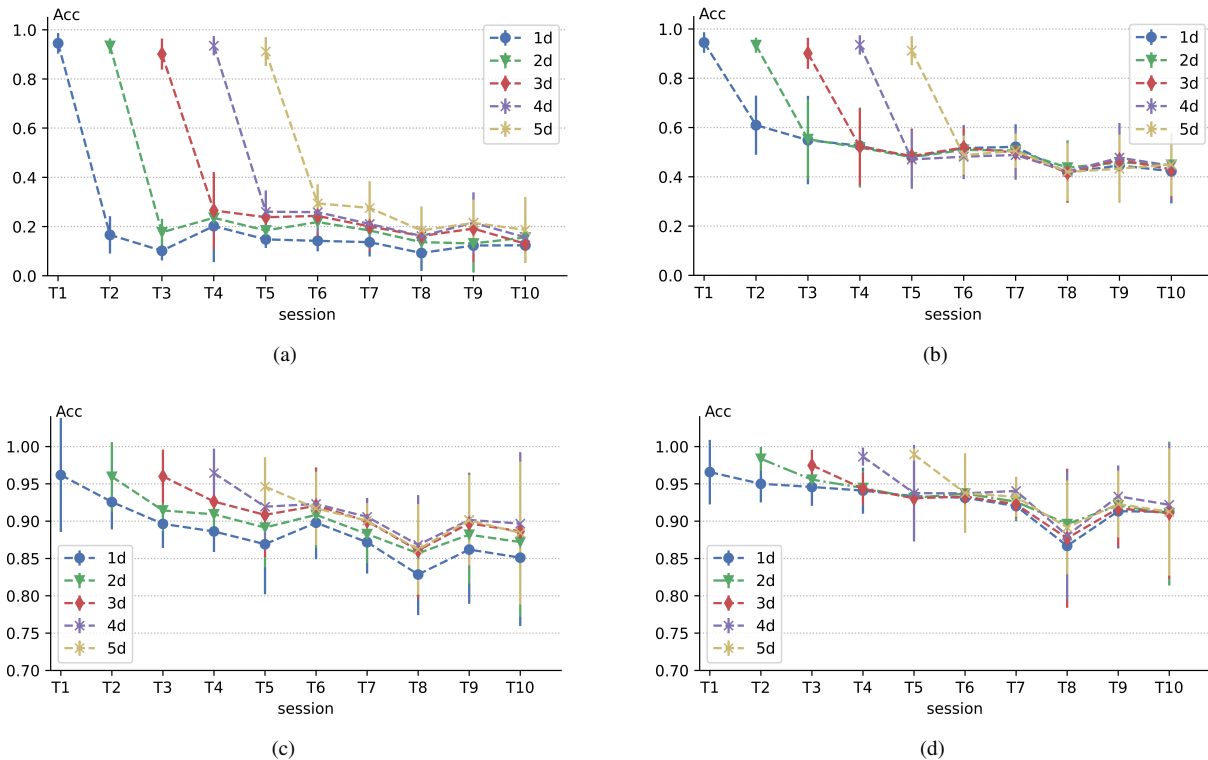 Acc
1.0
0.8
0.6
0.4
0.2
0.0
1d
2d
3d
4d
5d
T1 T2 T3 T4 T5 T6 T7 T8 T9 T10
session
(a)
Acc
1.0
0.8
0.6
0.4
0.2
0.0
1d
2d
3d
4d
5d
T1 T2 T3 T4 T5 T6 T7 T8 T9 T10
session
(b)
Acc
1.00
0.95
0.90
0.85
0.80
0.75
0.70
1d
2d
3d
4d
5d
T1 T2 T3 T4 T5 T6 T7 T8 T9 T10
session
(c)
Acc
1.00
0.95
0.90
0.85
0.80
0.75
0.70
1d
2d
3d
4d
5d
T1 T2 T3 T4 T5 T6 T7 T8 T9 T10
session
(d)